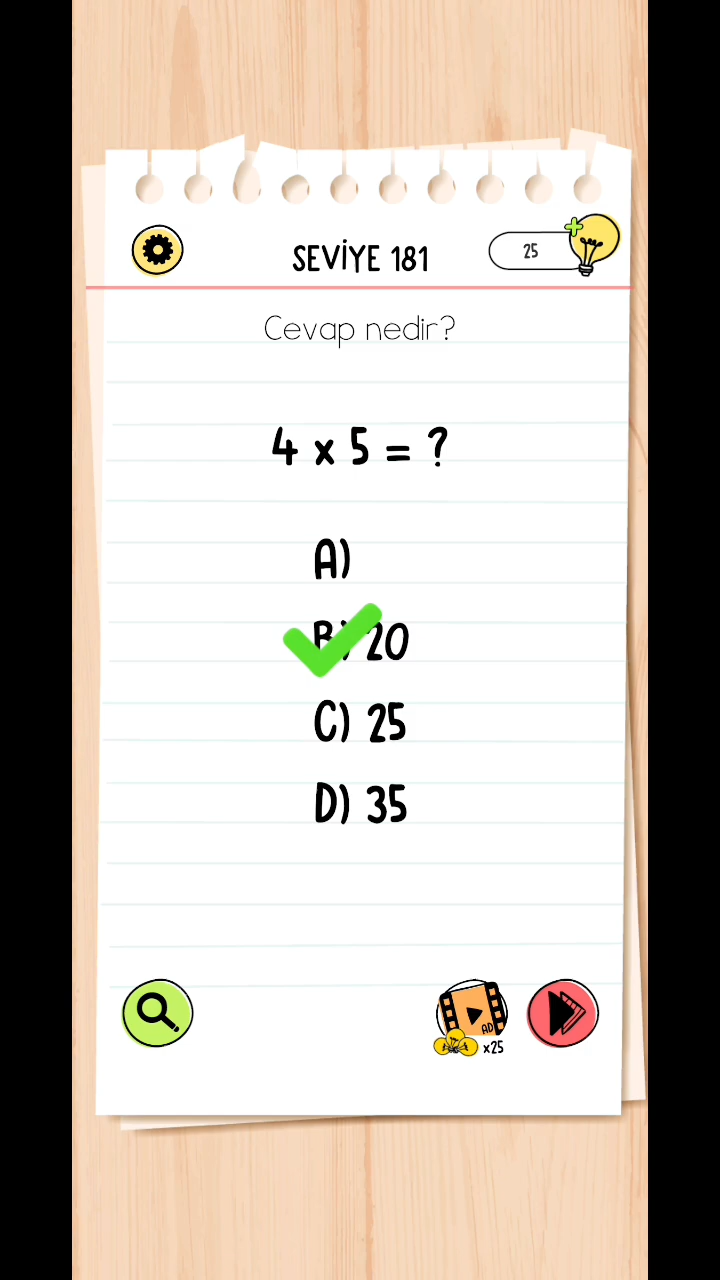 SEVİYE 181
25
Cevap nedir?
4 x 5 = ?
A)
B) 20
C) 25
D) 35
AD
x25